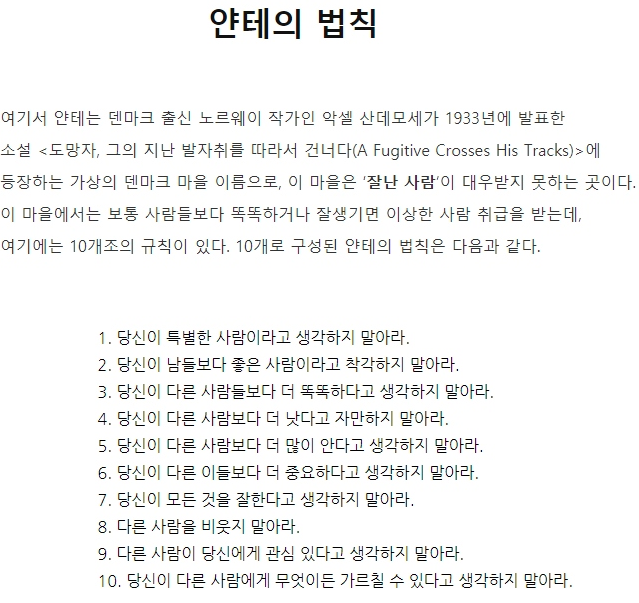 얀테의 법칙
여기서 얀테는 덴마크 출신 노르웨이 작가인 악셀 산데모세가 1933년에 발표한
소설 <도망자, 그의 지난 발자취를 따라서 건너다(A Fugitive Crosses His Tracks)>에
등장하는 가상의 덴마크 마을 이름으로, 이 마을은 '잘난 사람'이 대우받지 못하는 곳이다.
이 마을에서는 보통 사람들보다 똑똑하거나 잘생기면 이상한 사람 취급을 받는데,
여기에는 10개조의 규칙이 있다. 10개로 구성된 얀테의 법칙은 다음과 같다.
1. 당신이 특별한 사람이라고 생각하지 말아라.
2. 당신이 남들보다 좋은 사람이라고 착각하지 말아라.
3. 당신이 다른 사람들보다 더 똑똑하다고 생각하지 말아라.
4. 당신이 다른 사람보다 더 낫다고 자만하지 말아라.
5. 당신이 다른 사람보다 더 많이 안다고 생각하지 말아라.
6. 당신이 다른 이들보다 더 중요하다고 생각하지 말아라.
7. 당신이 모든 것을 잘한다고 생각하지 말아라.
8. 다른 사람을 비웃지 말아라.
9. 다른 사람이 당신에게 관심 있다고 생각하지 말아라.
10. 당신이 다른 사람에게 무엇이든 가르칠 수 있다고 생각하지 말아라.